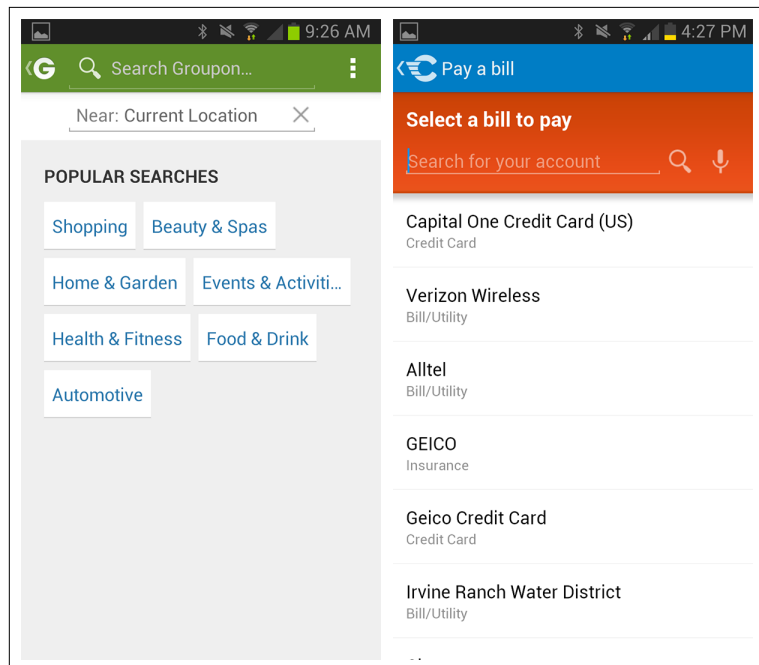 9:26 AM
G Search Groupon...
Near: Current Location
POPULAR SEARCHES
Shopping Beauty & Spas
Home & Garden Events & Activiti...
Health & Fitness Food & Drink
Automotive
4:27 PM
Pay a bill
Select a bill to pay
Search for your account
Capital One Credit Card (US)
Credit Card
Verizon Wireless
Bill/Utility
Alltel
Bill/Utility
GEICO
Insurance
Geico Credit Card
Credit Card
Irvine Ranch Water District
Bill/Utility